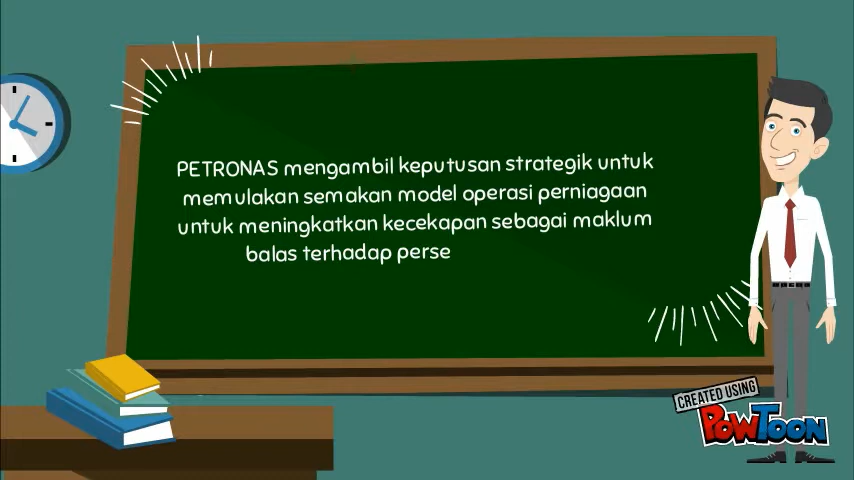 PETRONAS mengambil keputusan strategik untuk
memulakan semakan model operasi perniagaan
untuk meningkatkan kecekapan sebagai maklum
balas terhadap perse
CREATED USING
PowToon